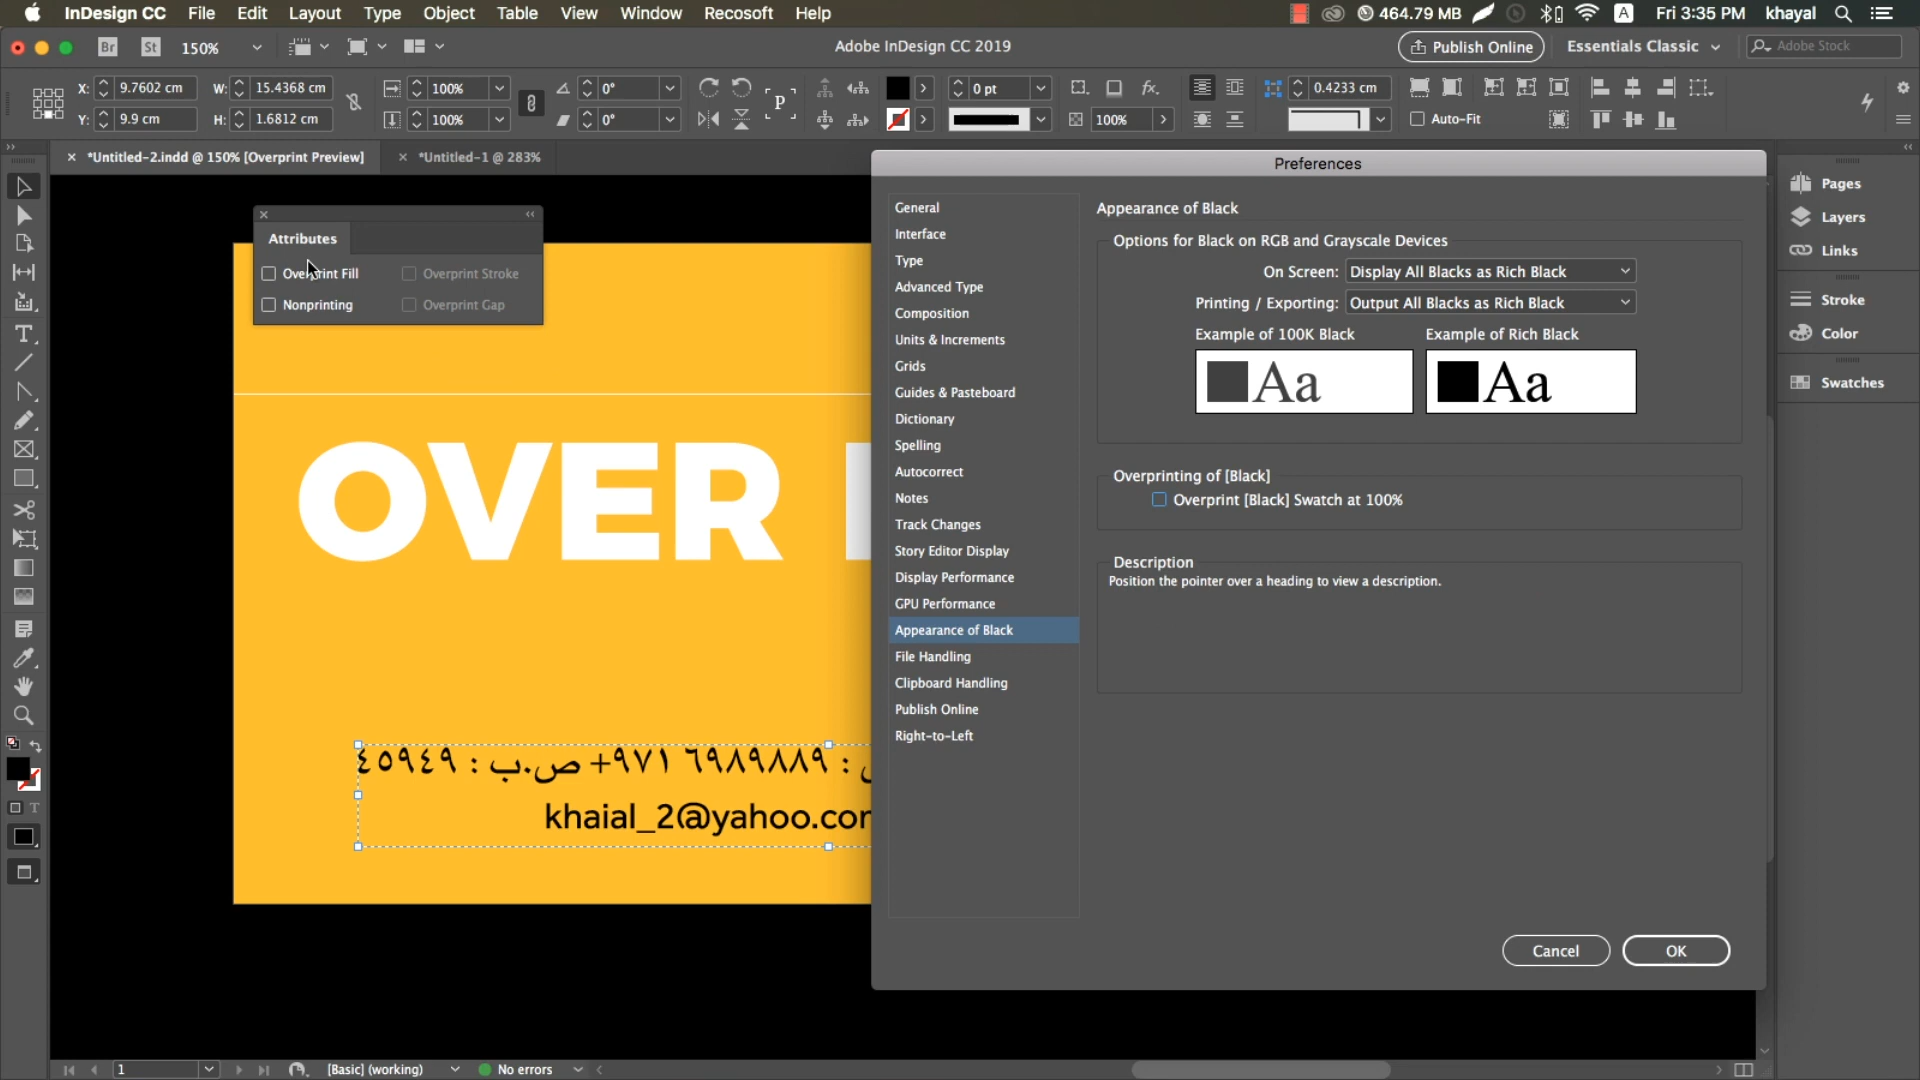 InDesign CC File Edit Layout Type Object Table View Window Recosoft Help 464.79 MB A Fri 3:35 PM khayal
Br St 150% Adobe InDesign CC 2019 Publish Online Essentials Classic Adobe Stock
X: 9.7602 cm W: 15.4368 cm 100% 0° P 0 pt fx. 0.4233 cm
Y: 9.9 cm H: 1.6812 cm 100% 0° 100% Auto-Fit
*Untitled-2.indd @ 150% [Overprint Preview] *Untitled-1 @ 283%
Attributes
Overprint Fill Overprint Stroke
Nonprinting Overprint Gap
OVER
٤٥٩٤٩ : ص.ب +٩٧١ ٦٩٨٩٨٨٩ :
khaial_2@yahoo.com
Preferences
General
Interface
Type
Advanced Type
Composition
Units & Increments
Grids
Guides & Pasteboard
Dictionary
Spelling
Autocorrect
Notes
Track Changes
Story Editor Display
Display Performance
GPU Performance
Appearance of Black
File Handling
Clipboard Handling
Publish Online
Right-to-Left
Appearance of Black
Options for Black on RGB and Grayscale Devices
On Screen: Display All Blacks as Rich Black
Printing / Exporting: Output All Blacks as Rich Black
Example of 100K Black Example of Rich Black
Aa Aa
Overprinting of [Black]
Overprint [Black] Swatch at 100%
Description
Position the pointer over a heading to view a description.
Cancel OK
Pages
Layers
Links
Stroke
Color
Swatches
1 [Basic] (working) No errors